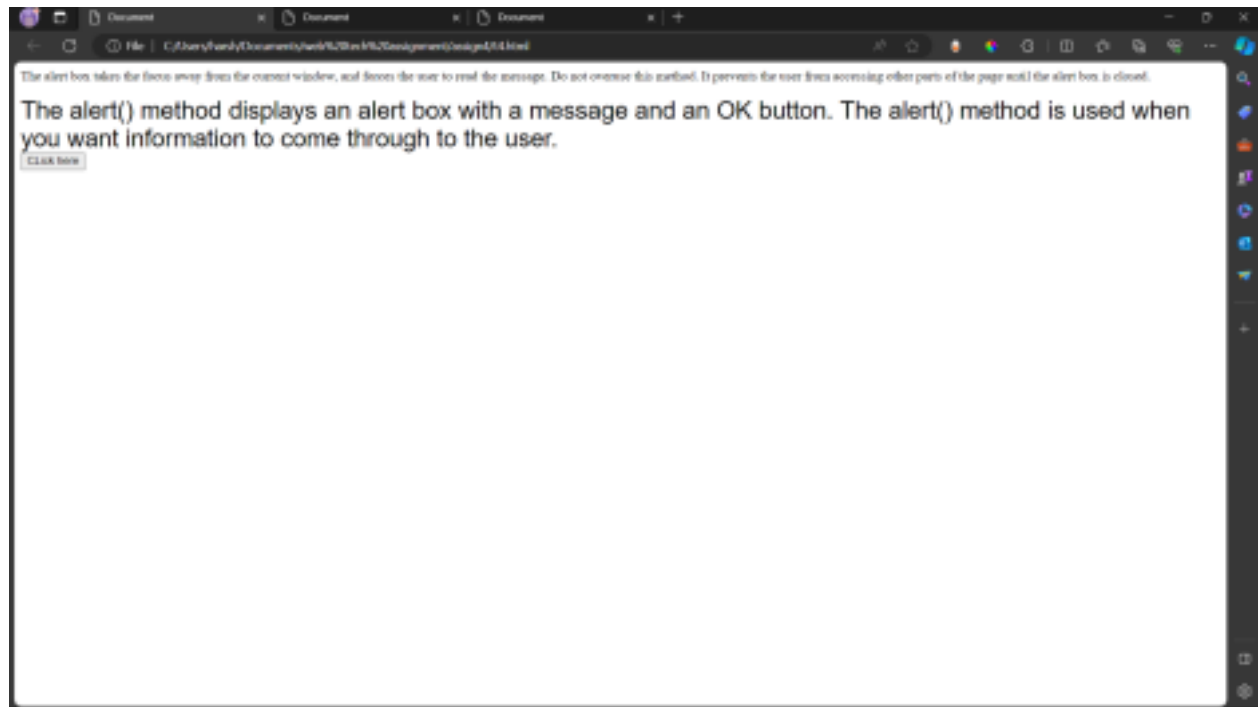 Document
Document
Document
File
The alert box takes the focus away from the current window, and forces the user to read the message. Do not overuse this method. It prevents the user from accessing other parts of the page until the alert box is closed.
The alert() method displays an alert box with a message and an OK button. The alert() method is used when
you want information to come through to the user.
CLick here